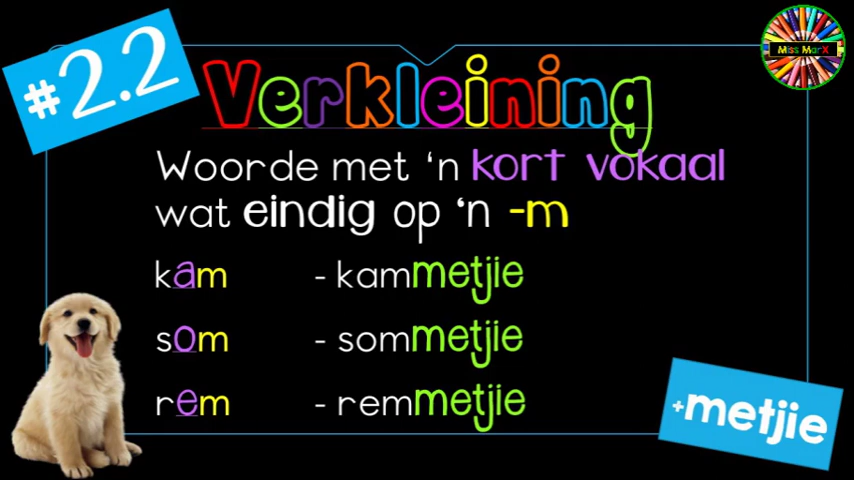 #2.2
Miss MarX
Verkleining
Woorde met ‘n kort vokaal
wat eindig op ‘n -m
kam - kammetjie
som - sommetjie
rem - remmetjie
+metjie